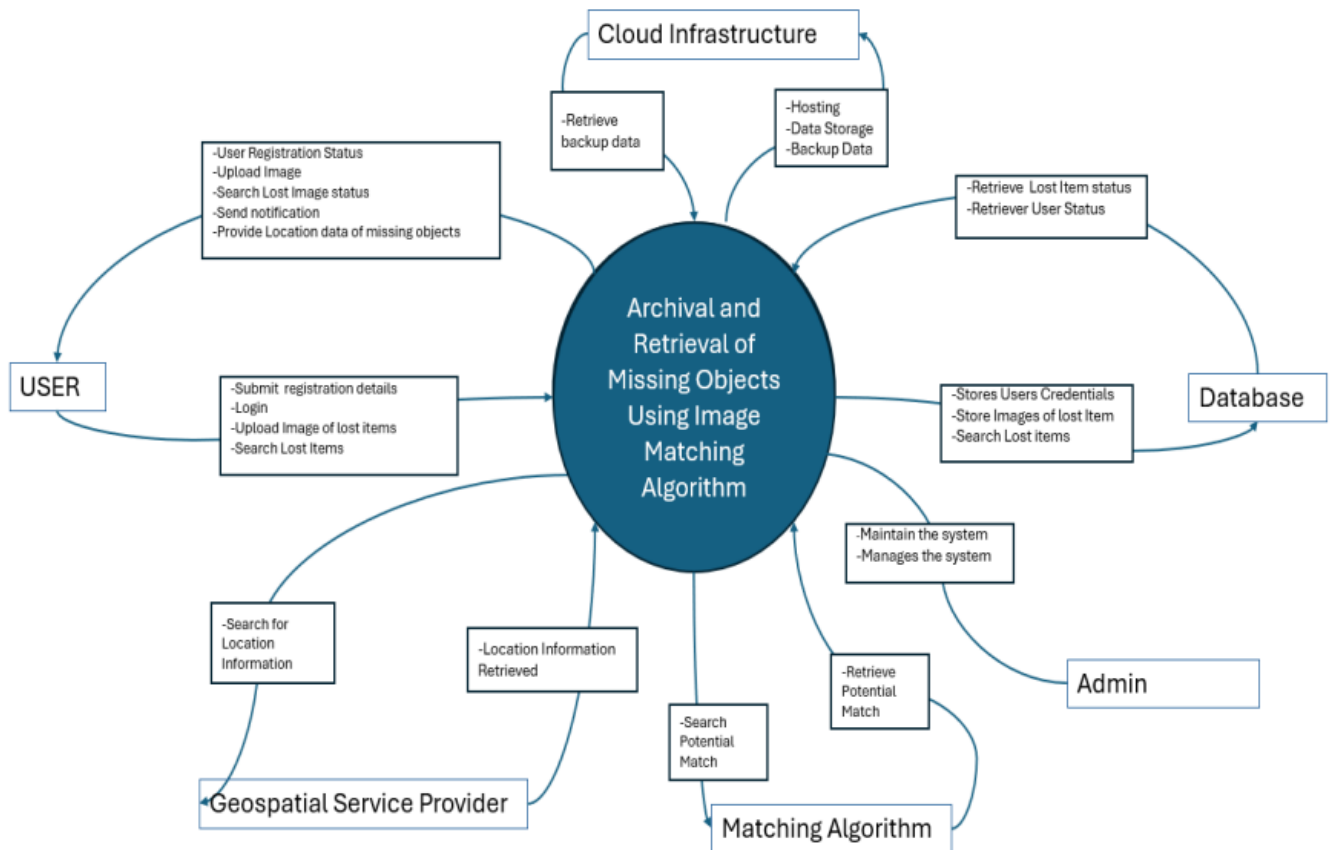 Cloud Infrastructure
-Retrieve
backup data
-Hosting
-Data Storage
-Backup Data
-User Registration Status
-Upload Image
-Search Lost Image status
-Send notification
-Provide Location data of missing objects
-Retrieve Lost Item status
-Retriever User Status
Archival and
Retrieval of
Missing Objects
Using Image
Matching
Algorithm
USER
-Submit registration details
-Login
-Upload Image of lost items
-Search Lost Items
-Stores Users Credentials
-Store Images of lost Item
-Search Lost items
Database
-Maintain the system
-Manages the system
-Search for
Location
Information
-Location Information
Retrieved
-Retrieve
Potential
Match
Admin
-Search
Potential
Match
Geospatial Service Provider
Matching Algorithm